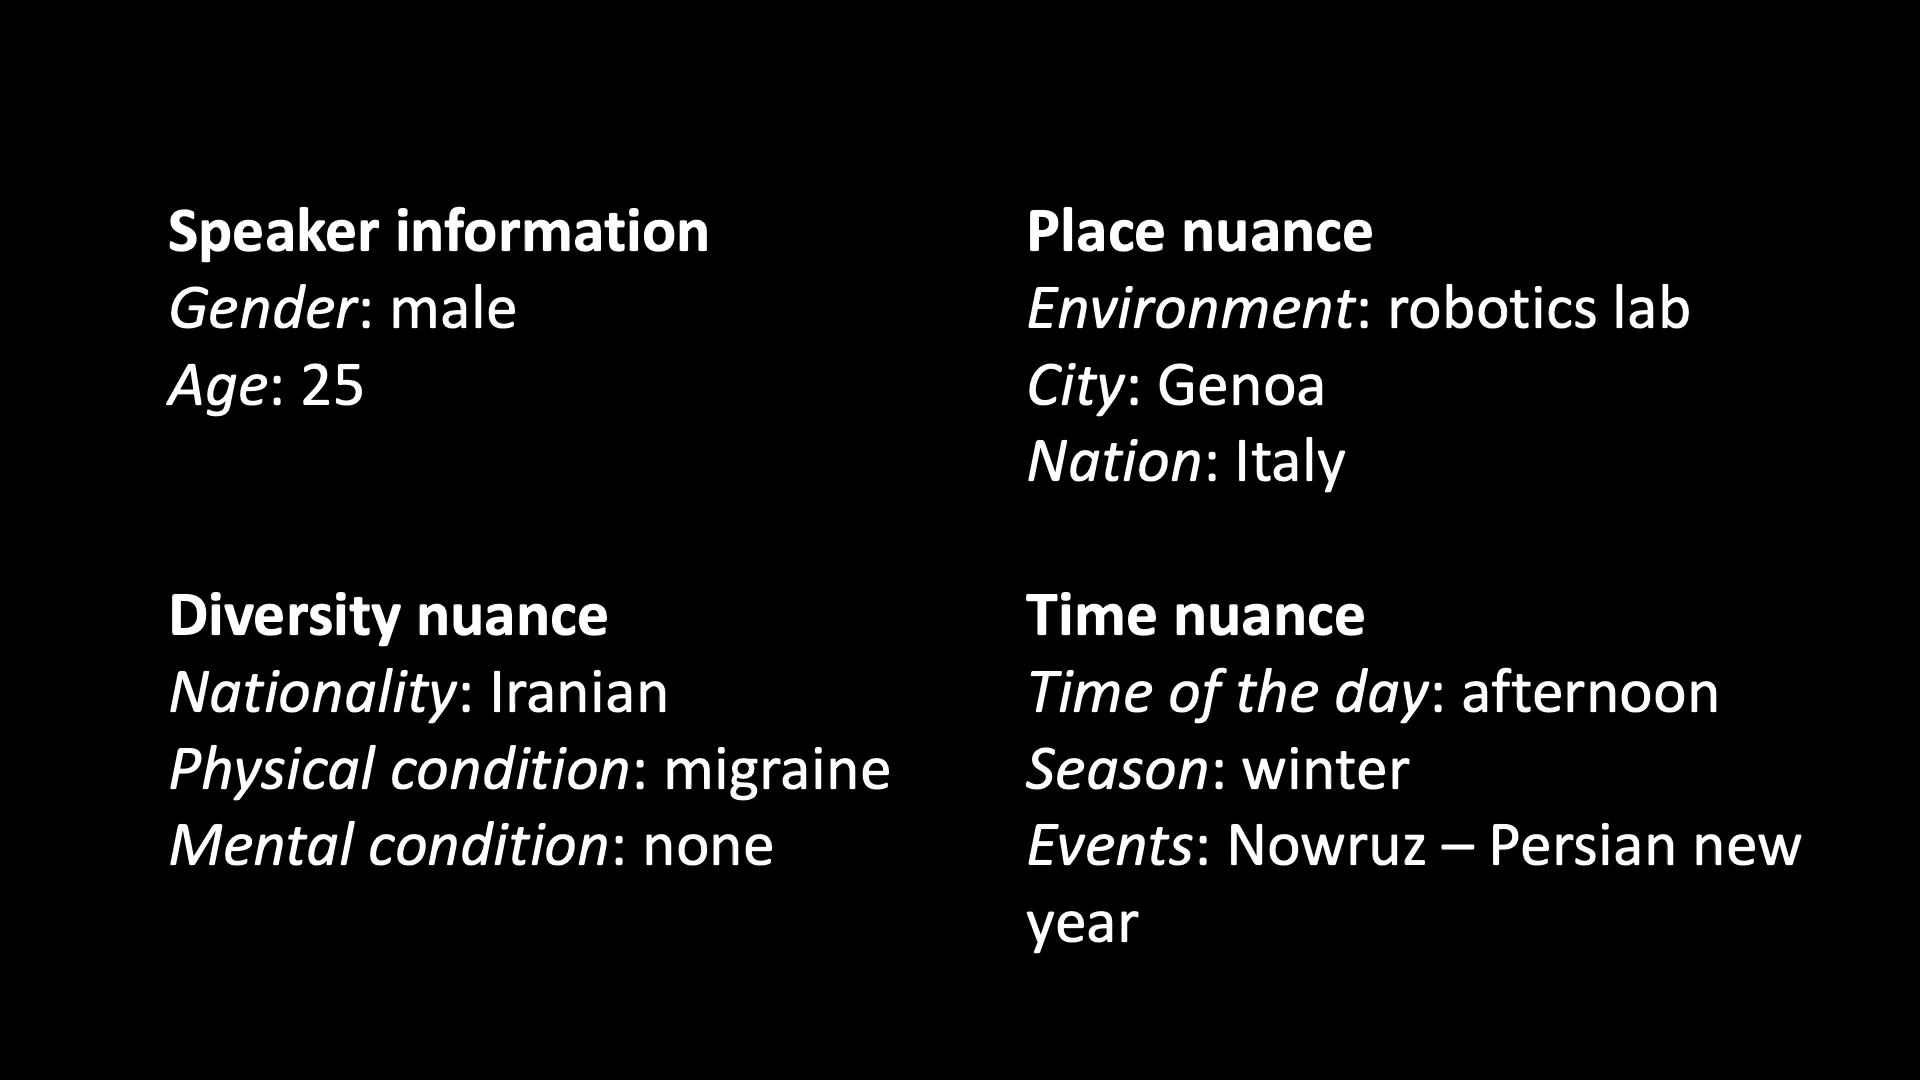 Speaker information
Gender: male
Age: 25
Place nuance
Environment: robotics lab
City: Genoa
Nation: Italy
Diversity nuance
Nationality: Iranian
Physical condition: migraine
Mental condition: none
Time nuance
Time of the day: afternoon
Season: winter
Events: Nowruz – Persian new
year